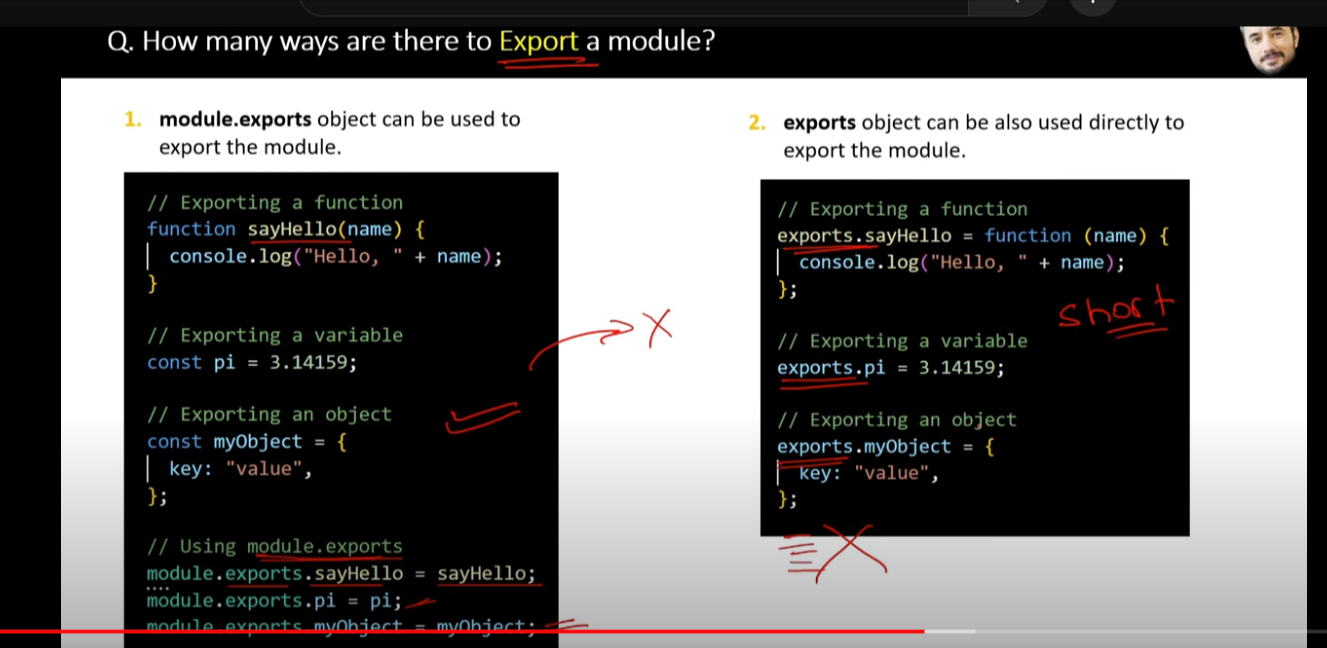 Q. How many ways are there to Export a module?
1. module.exports object can be used to
export the module.
// Exporting a function
function sayHello(name) {
console.log("Hello, " + name);
}
// Exporting a variable
const pi = 3.14159;
// Exporting an object
const myObject = {
key: "value",
};
// Using module.exports
module.exports.sayHello = sayHello;
module.exports.pi = pi;
module.exports.myObject = myObject;
2. exports object can be also used directly to
export the module.
// Exporting a function
exports.sayHello = function (name) {
console.log("Hello, " + name);
};
short
// Exporting a variable
exports.pi = 3.14159;
// Exporting an object
exports.myObject = {
key: "value",
};